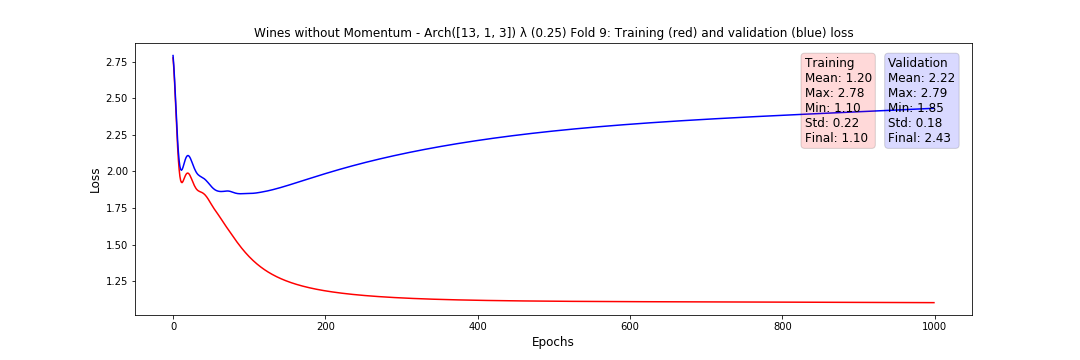 Wines without Momentum - Arch([13, 1, 3]) λ (0.25) Fold 9: Training (red) and validation (blue) loss
Training
Mean: 1.20
Max: 2.78
Min: 1.10
Std: 0.22
Final: 1.10
Validation
Mean: 2.22
Max: 2.79
Min: 1.85
Std: 0.18
Final: 2.43
Loss
2.75
2.50
2.25
2.00
1.75
1.50
1.25
0 200 400 600 800 1000
Epochs